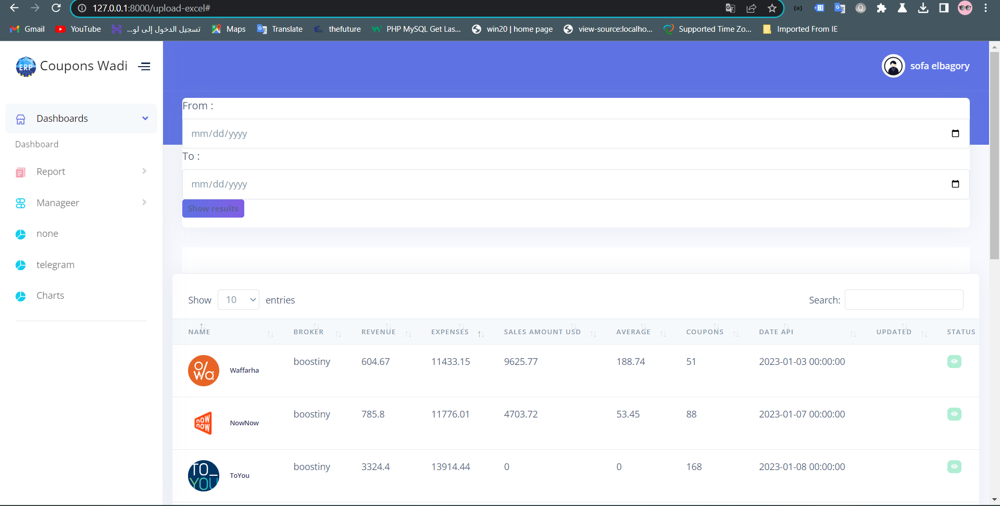 127.0.0.1:8000/upload-excel#
Gmail YouTube تسجيل الدخول إلى لو... Maps Translate thefuture PHP MySQL Get Las... win20 | home page view-source:localho... Supported Time Zo... Imported From IE
ERP Coupons Wadi
sofa elbagory
Dashboards
Dashboard
Report
Manageer
none
telegram
Charts
From :
mm/dd/yyyy
To :
mm/dd/yyyy
Show results
Show 10 entries Search:
NAME BROKER REVENUE EXPENSES SALES AMOUNT USD AVERAGE COUPONS DATE API UPDATED STATUS
o/wa Waffarha boostiny 604.67 11433.15 9625.77 188.74 51 2023-01-03 00:00:00
NOW NOW NowNow boostiny 785.8 11776.01 4703.72 53.45 88 2023-01-07 00:00:00
TO_YOU ToYou boostiny 3324.4 13914.44 0 0 168 2023-01-08 00:00:00